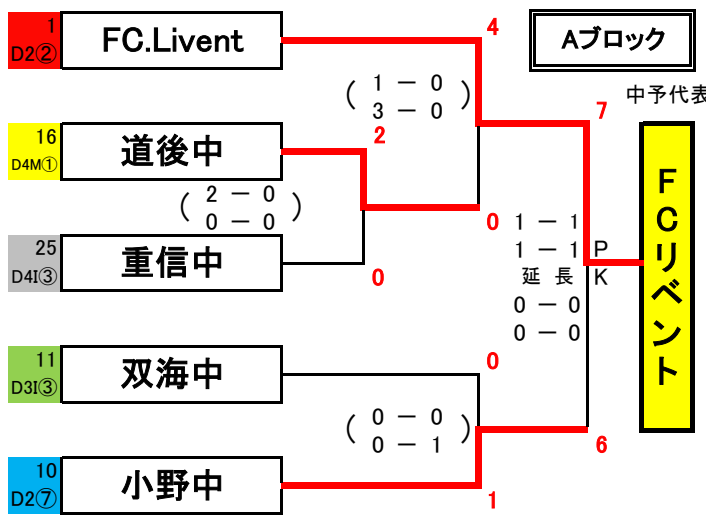 Aブロック
中予代表
1
D2②
FC.Livent
4
1 － 0
3 － 0
7
16
D4M①
道後中
2
2 － 0
0 － 0
0
25
D4I③
重信中
0
1 － 1
1 － 1
PK
延長
0 － 0
0 － 0
FCリベント
11
D3I③
双海中
0
0 － 0
0 － 1
6
10
D2⑦
小野中
1